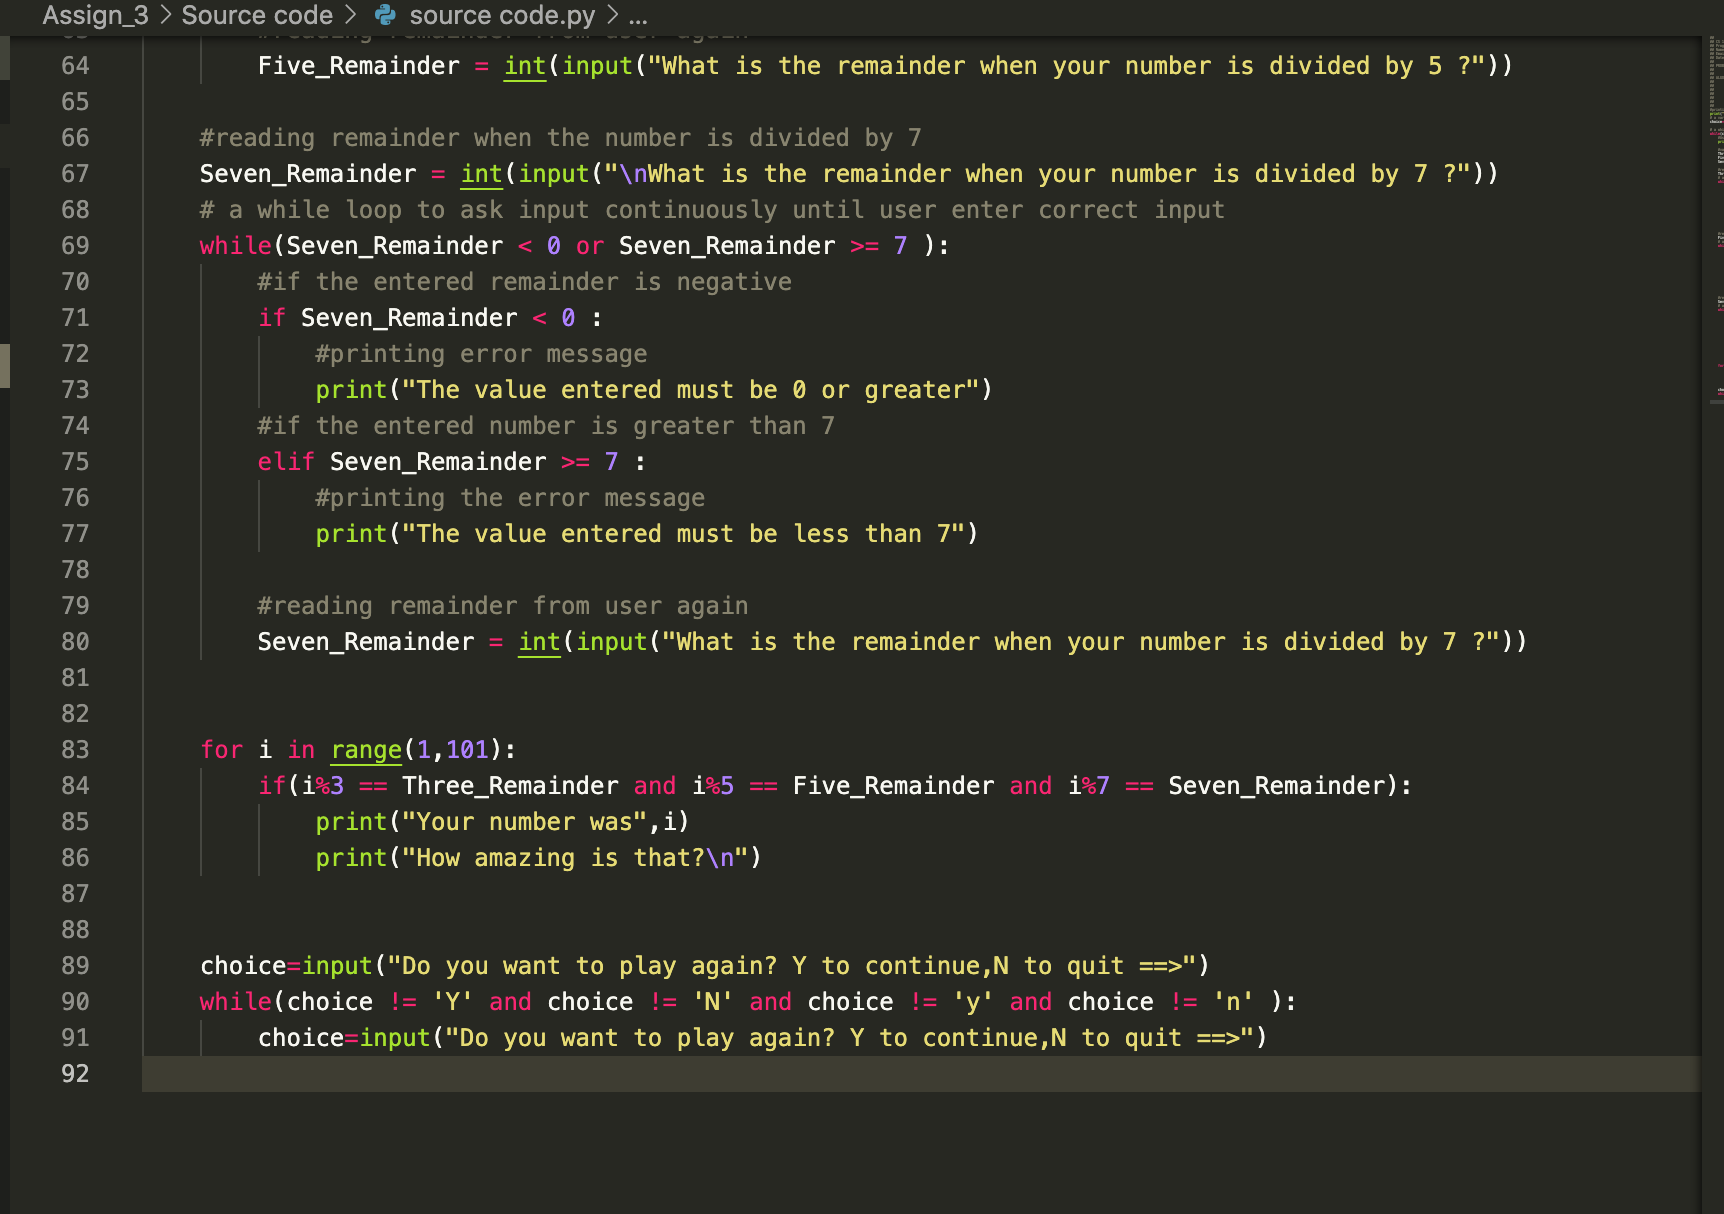 Assign_3 > Source code > source code.py > ...
64 Five_Remainder = int(input("What is the remainder when your number is divided by 5 ?"))
65
66 #reading remainder when the number is divided by 7
67 Seven_Remainder = int(input("\nWhat is the remainder when your number is divided by 7 ?"))
68 # a while loop to ask input continuously until user enter correct input
69 while(Seven_Remainder < 0 or Seven_Remainder >= 7 ):
70 #if the entered remainder is negative
71 if Seven_Remainder < 0 :
72 #printing error message
73 print("The value entered must be 0 or greater")
74 #if the entered number is greater than 7
75 elif Seven_Remainder >= 7 :
76 #printing the error message
77 print("The value entered must be less than 7")
78
79 #reading remainder from user again
80 Seven_Remainder = int(input("What is the remainder when your number is divided by 7 ?"))
81
82
83 for i in range(1,101):
84 if(i%3 == Three_Remainder and i%5 == Five_Remainder and i%7 == Seven_Remainder):
85 print("Your number was",i)
86 print("How amazing is that?\n")
87
88
89 choice=input("Do you want to play again? Y to continue,N to quit ==>")
90 while(choice != 'Y' and choice != 'N' and choice != 'y' and choice != 'n' ):
91 choice=input("Do you want to play again? Y to continue,N to quit ==>")
92